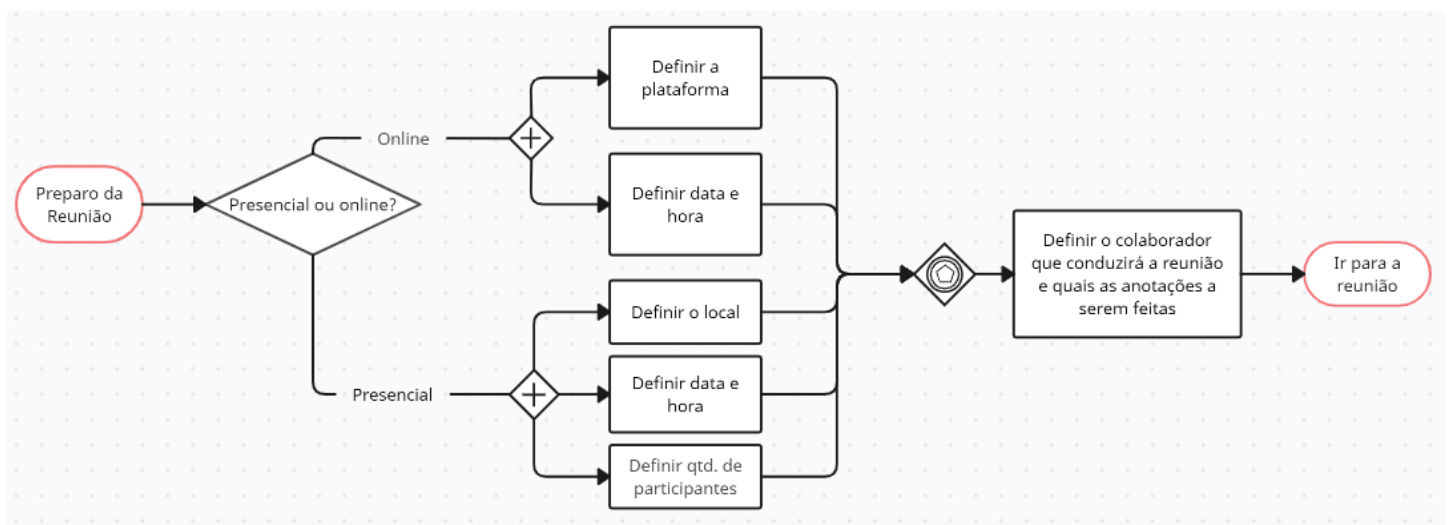 Preparo da
Reunião
Presencial ou online?
Online
Presencial
Definir a
plataforma
Definir data e
hora
Definir o local
Definir data e
hora
Definir qtd. de
participantes
Definir o colaborador
que conduzirá a reunião
e quais as anotações a
serem feitas
Ir para a
reunião